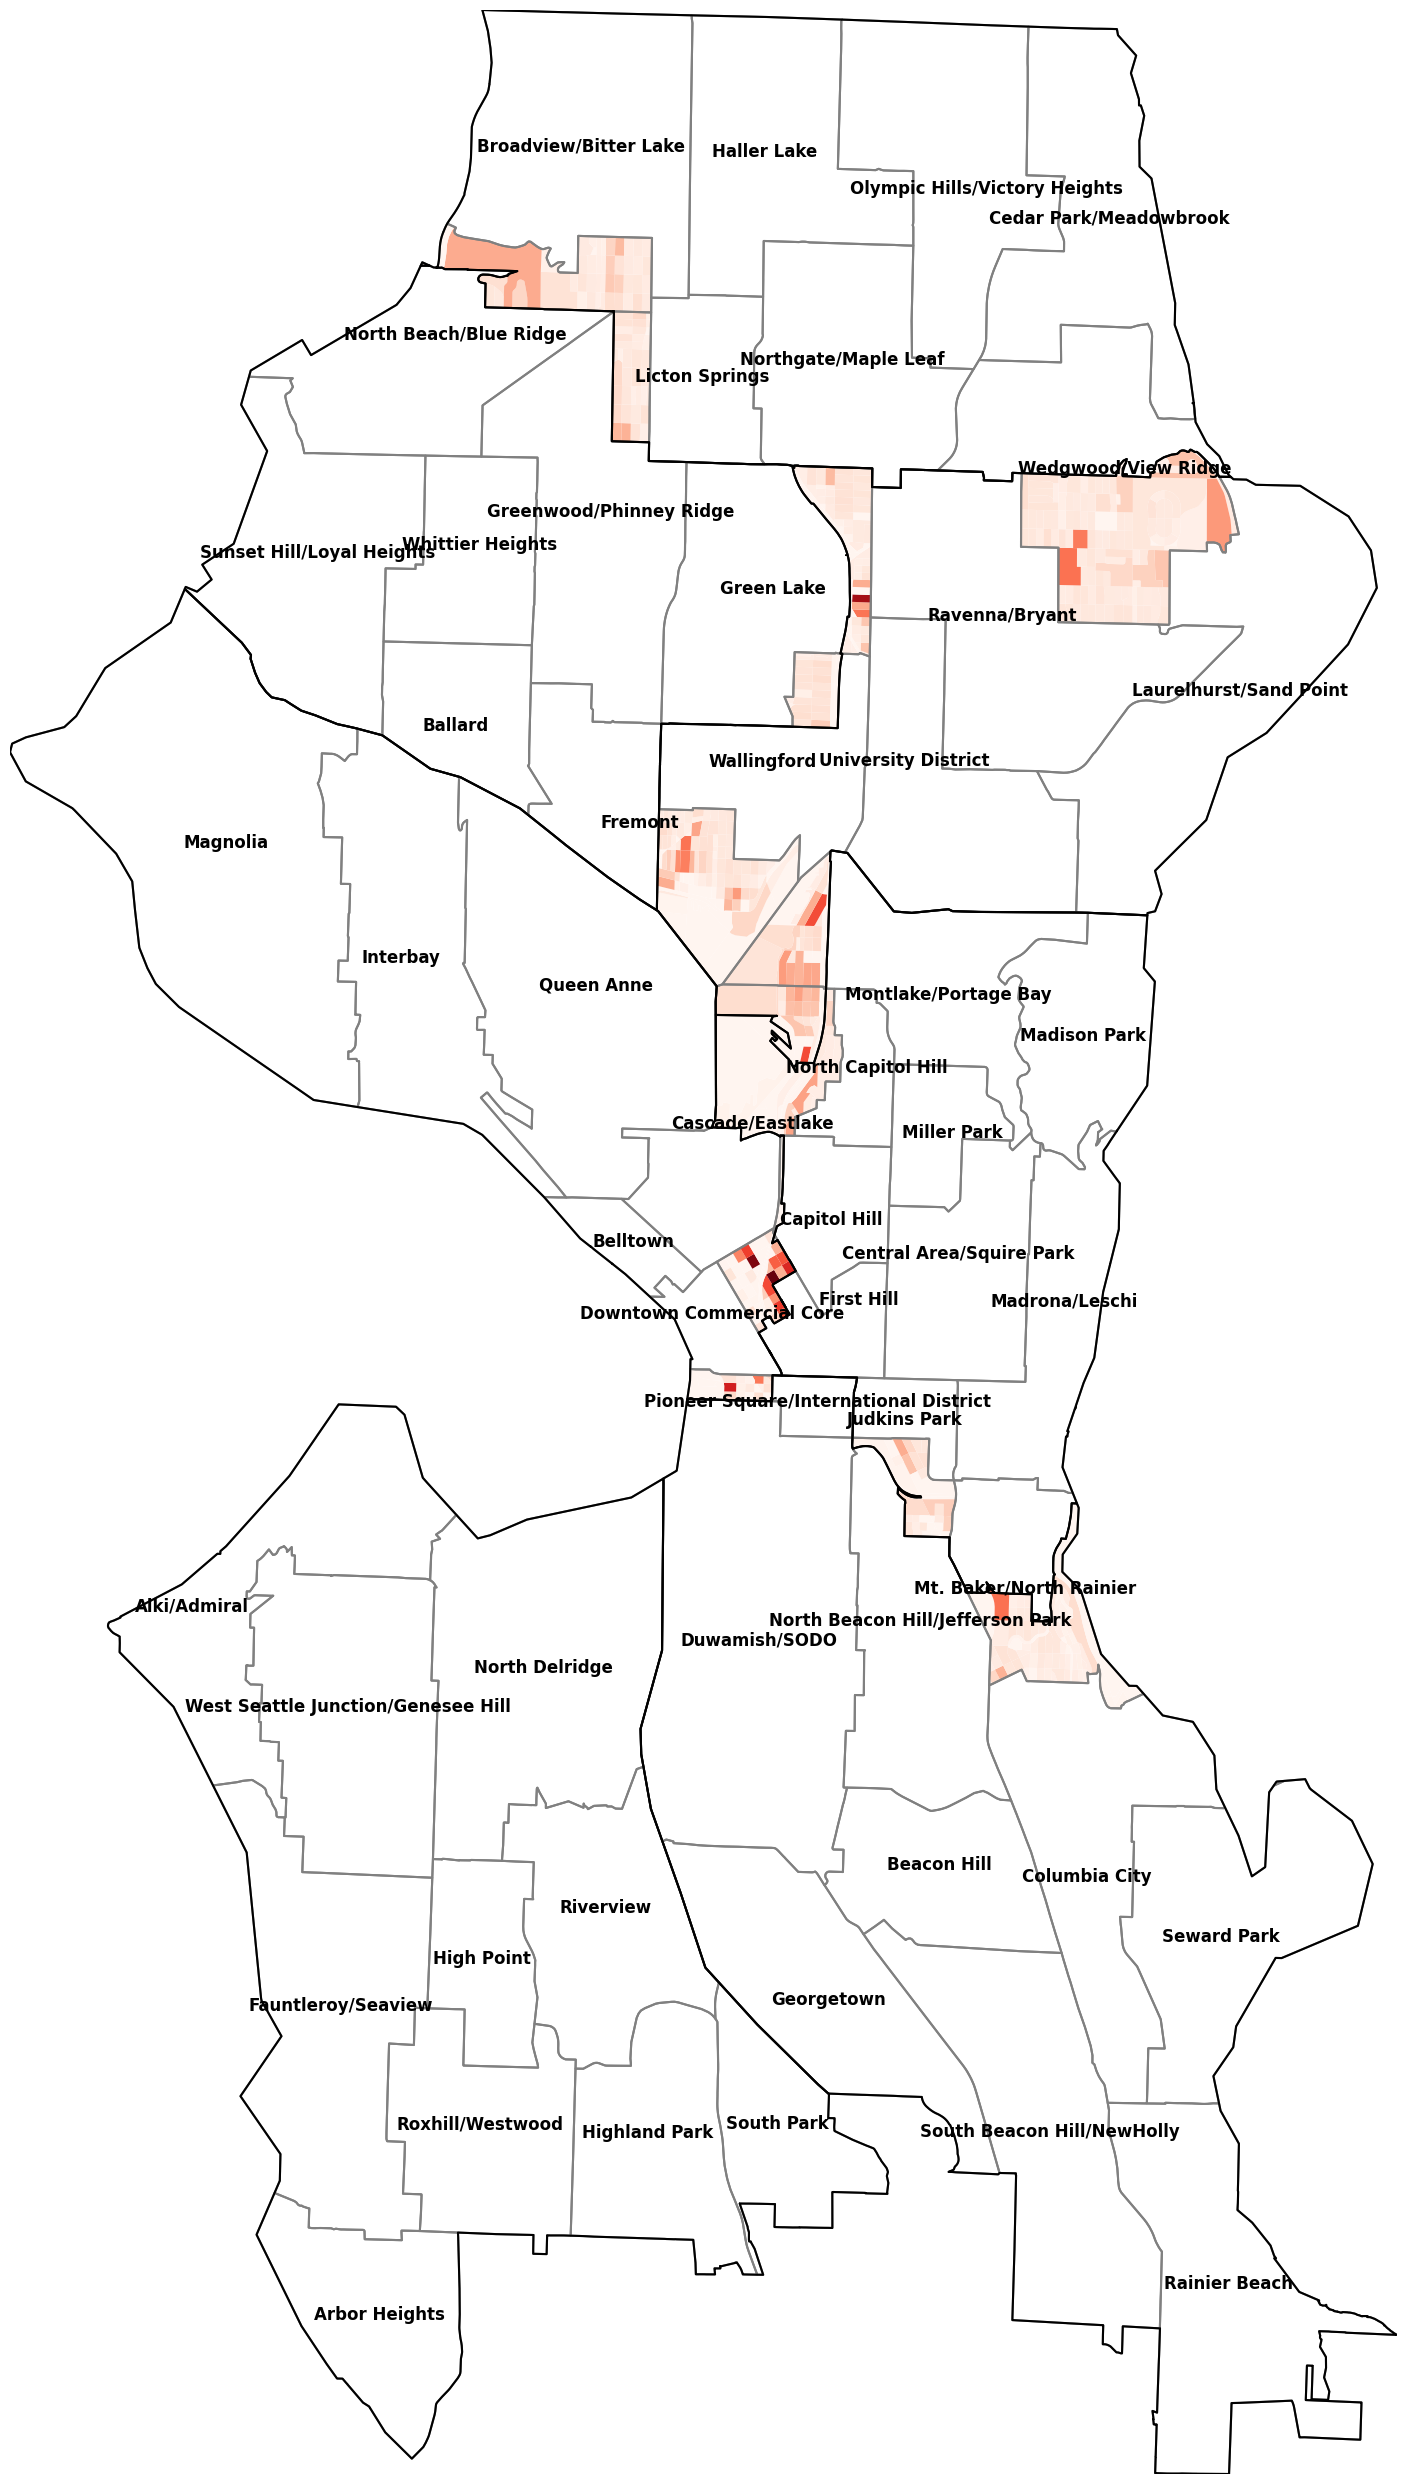 Broadview/Bitter Lake
Haller Lake
Olympic Hills/Victory Heights
Cedar Park/Meadowbrook
North Beach/Blue Ridge
Northgate/Maple Leaf
Licton Springs
Wedgwood/View Ridge
Greenwood/Phinney Ridge
Whittier Heights
Sunset Hill/Loyal Heights
Green Lake
Ravenna/Bryant
Laurelhurst/Sand Point
Ballard
Wallingford
University District
Fremont
Magnolia
Interbay
Queen Anne
Montlake/Portage Bay
Madison Park
North Capitol Hill
Cascade/Eastlake
Miller Park
Capitol Hill
Belltown
Central Area/Squire Park
First Hill
Madrona/Leschi
Downtown Commercial Core
Pioneer Square/International District
Judkins Park
Mt. Baker/North Rainier
Alki/Admiral
North Beacon Hill/Jefferson Park
Duwamish/SODO
North Delridge
West Seattle Junction/Genesee Hill
Beacon Hill
Columbia City
Riverview
Seward Park
High Point
Georgetown
Fauntleroy/Seaview
Roxhill/Westwood
South Park
Highland Park
South Beacon Hill/NewHolly
Rainier Beach
Arbor Heights